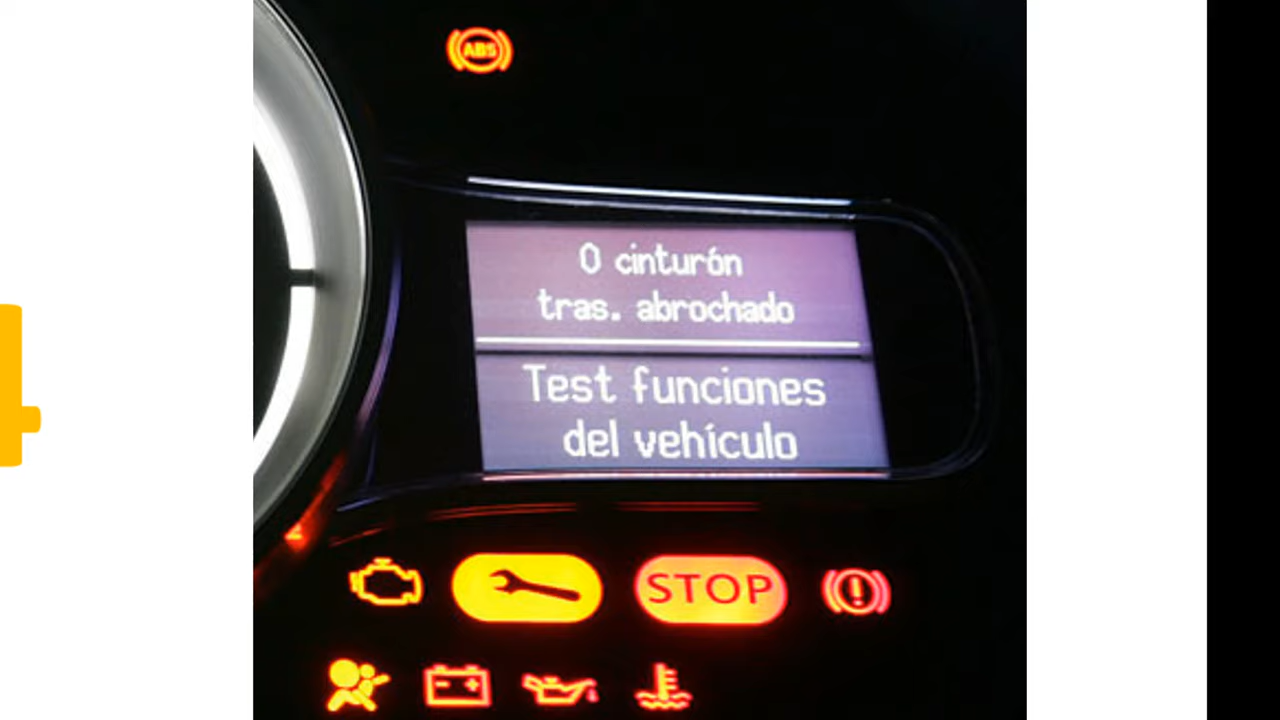 ABS
0 cinturón
tras. abrochado
Test funciones
del vehículo
STOP